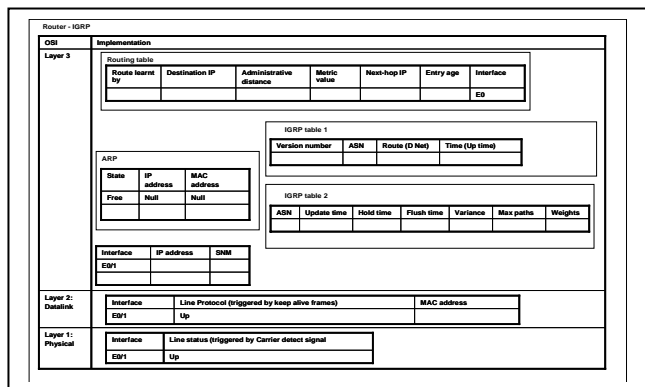 Router - IGRP
OSI Implementation
Layer 3
Routing table
Route learnt by Destination IP Administrative distance Metric value Next-hop IP Entry age Interface
E0
IGRP table 1
Version number ASN Route (D Net) Time (Up time)
ARP
State IP address MAC address
Free Null Null
IGRP table 2
ASN Update time Hold time Flush time Variance Max paths Weights
Interface IP address SNM
E0/1
Layer 2: Datalink
Interface Line Protocol (triggered by keep alive frames) MAC address
E0/1 Up
Layer 1: Physical
Interface Line status (triggered by Carrier detect signal
E0/1 Up